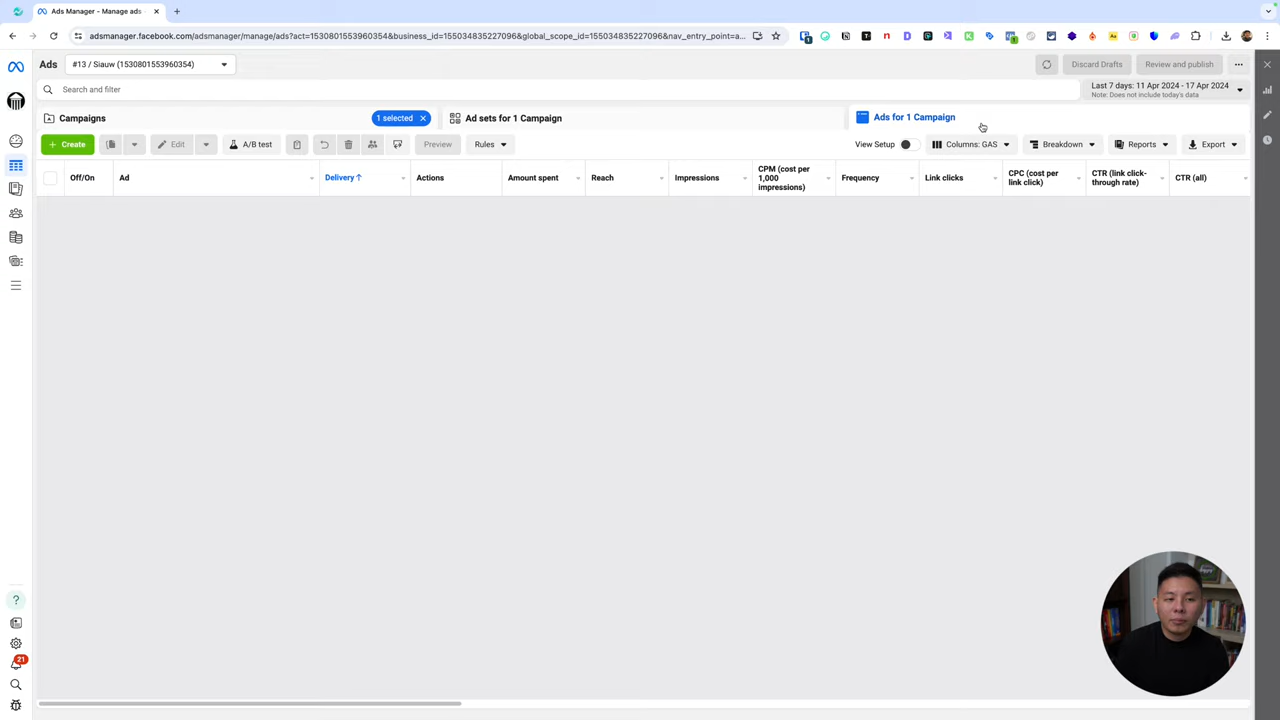 Ads Manager - Manage ads -
adsmanager.facebook.com/adsmanager/manage/ads?act=1530801553960354&business_id=155034835227096&global_scope_id=155034835227096&nav_entry_point=a...
Ads
#13 / Siauw (1530801553960354)
Discard Drafts
Review and publish
Search and filter
Last 7 days: 11 Apr 2024 - 17 Apr 2024
Note: Does not include today's data
Campaigns
1 selected
Ad sets for 1 Campaign
Ads for 1 Campaign
+ Create
Edit
A/B test
Preview
Rules
View Setup
Columns: GAS
Breakdown
Reports
Export
Off/On
Ad
Delivery ↑
Actions
Amount spent
Reach
Impressions
CPM (cost per
1,000
impressions)
Frequency
Link clicks
CPC (cost per
link click)
CTR (link click-
through rate)
CTR (all)
21